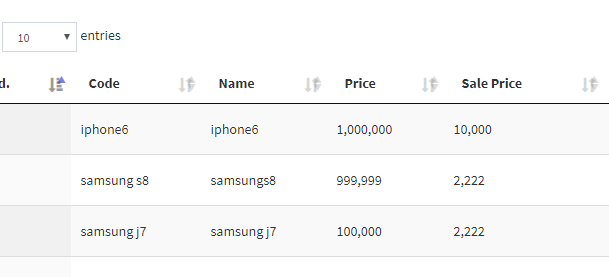 10 entries
d. Code Name Price Sale Price
iphone6 iphone6 1,000,000 10,000
samsung s8 samsungs8 999,999 2,222
samsung j7 samsung j7 100,000 2,222